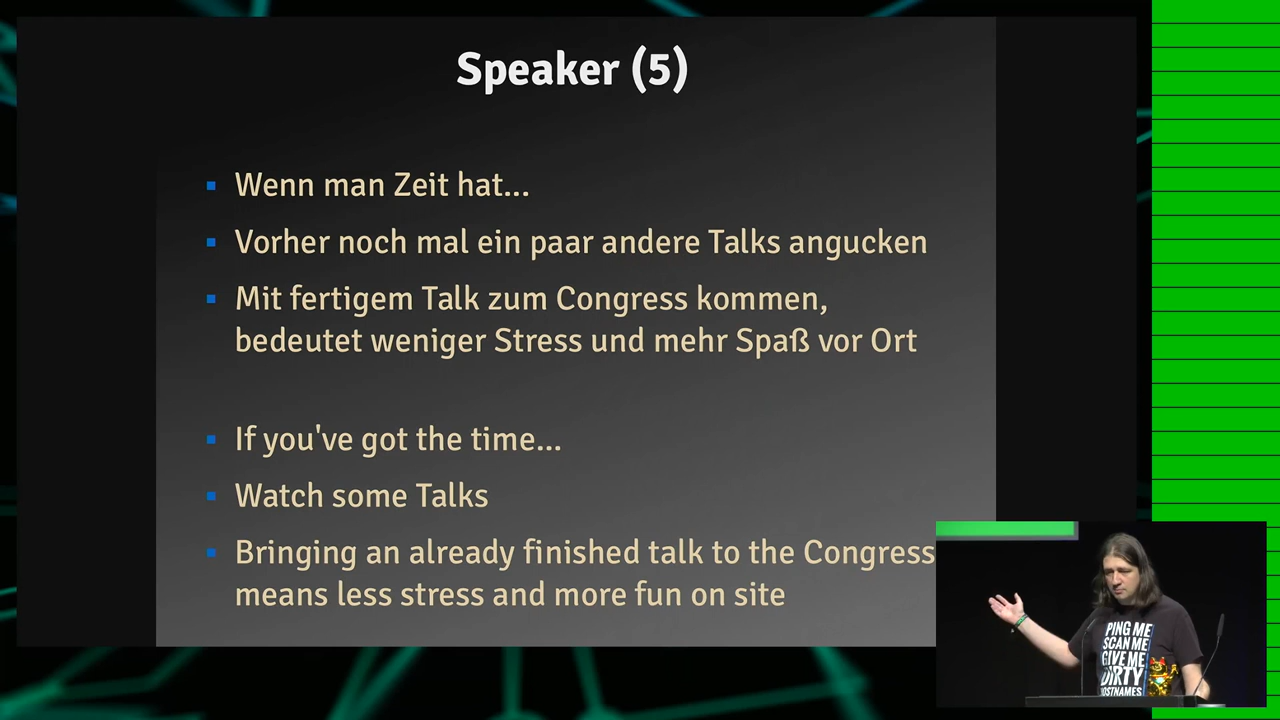 Speaker (5)
Wenn man Zeit hat...
Vorher noch mal ein paar andere Talks angucken
Mit fertigem Talk zum Congress kommen,
bedeutet weniger Stress und mehr Spaß vor Ort
If you've got the time...
Watch some Talks
Bringing an already finished talk to the Congress
means less stress and more fun on site
PING ME
SCAN ME
GIVE ME
DIRTY
HOSTNAMES